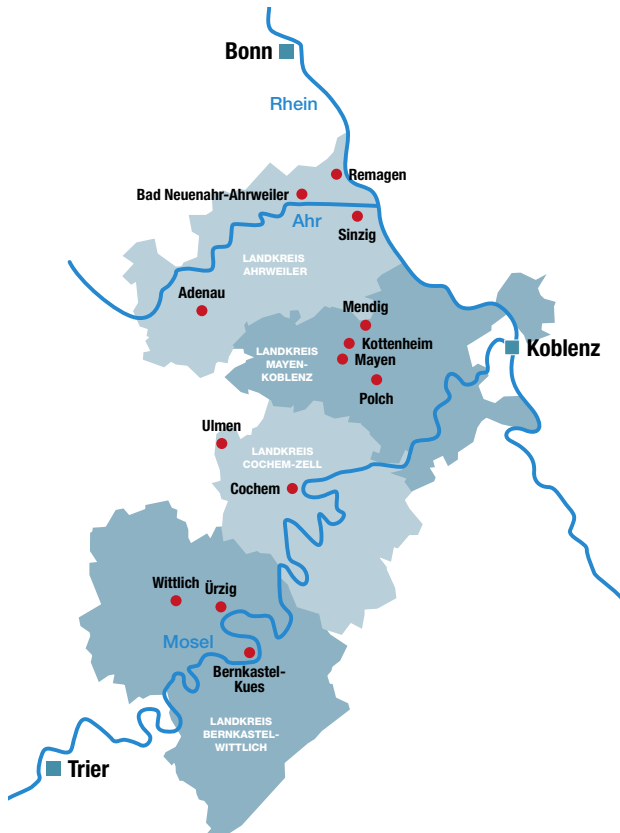 Bonn
Rhein
Remagen
Bad Neuenahr-Ahrweiler
Ahr
Sinzig
LANDKREIS
AHRWEILER
Adenau
Mendig
Kottenheim
LANDKREIS
MAYEN-
KOBLENZ
Mayen
Koblenz
Polch
Ulmen
LANDKREIS
COCHEM-ZELL
Cochem
Wittlich
Ürzig
Mosel
Bernkastel-
Kues
LANDKREIS
BERNKASTEL-
WITTLICH
Trier